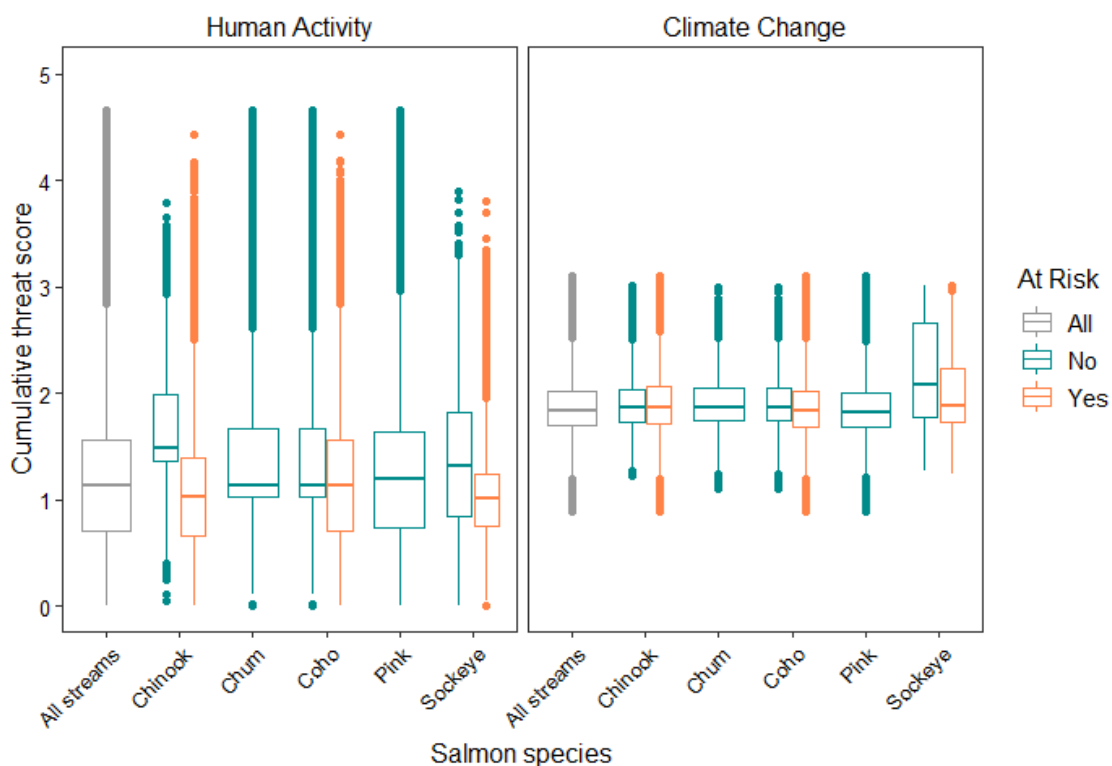 Human Activity
Climate Change
Cumulative threat score
5
4
3
2
1
0
All streams
Chinook
Chum
Coho
Pink
Sockeye
All streams
Chinook
Chum
Coho
Pink
Sockeye
Salmon species
At Risk
All
No
Yes